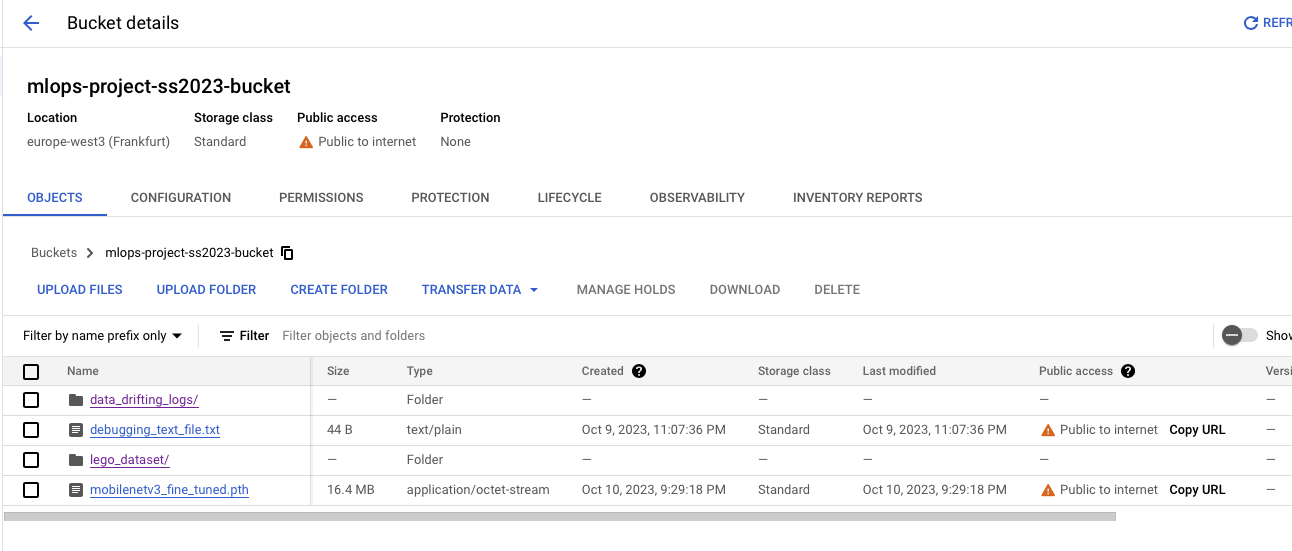 Bucket details
REFR
mlops-project-ss2023-bucket
Location Storage class Public access Protection
europe-west3 (Frankfurt) Standard Public to internet None
OBJECTS CONFIGURATION PERMISSIONS PROTECTION LIFECYCLE OBSERVABILITY INVENTORY REPORTS
Buckets mlops-project-ss2023-bucket
UPLOAD FILES UPLOAD FOLDER CREATE FOLDER TRANSFER DATA MANAGE HOLDS DOWNLOAD DELETE
Filter by name prefix only Filter Filter objects and folders Show
Name Size Type Created Storage class Last modified Public access Versi
data_drifting_logs/ — Folder — — — — —
debugging_text_file.txt 44 B text/plain Oct 9, 2023, 11:07:36 PM Standard Oct 9, 2023, 11:07:36 PM Public to internet Copy URL —
lego_dataset/ — Folder — — — — —
mobilenetv3_fine_tuned.pth 16.4 MB application/octet-stream Oct 10, 2023, 9:29:18 PM Standard Oct 10, 2023, 9:29:18 PM Public to internet Copy URL —